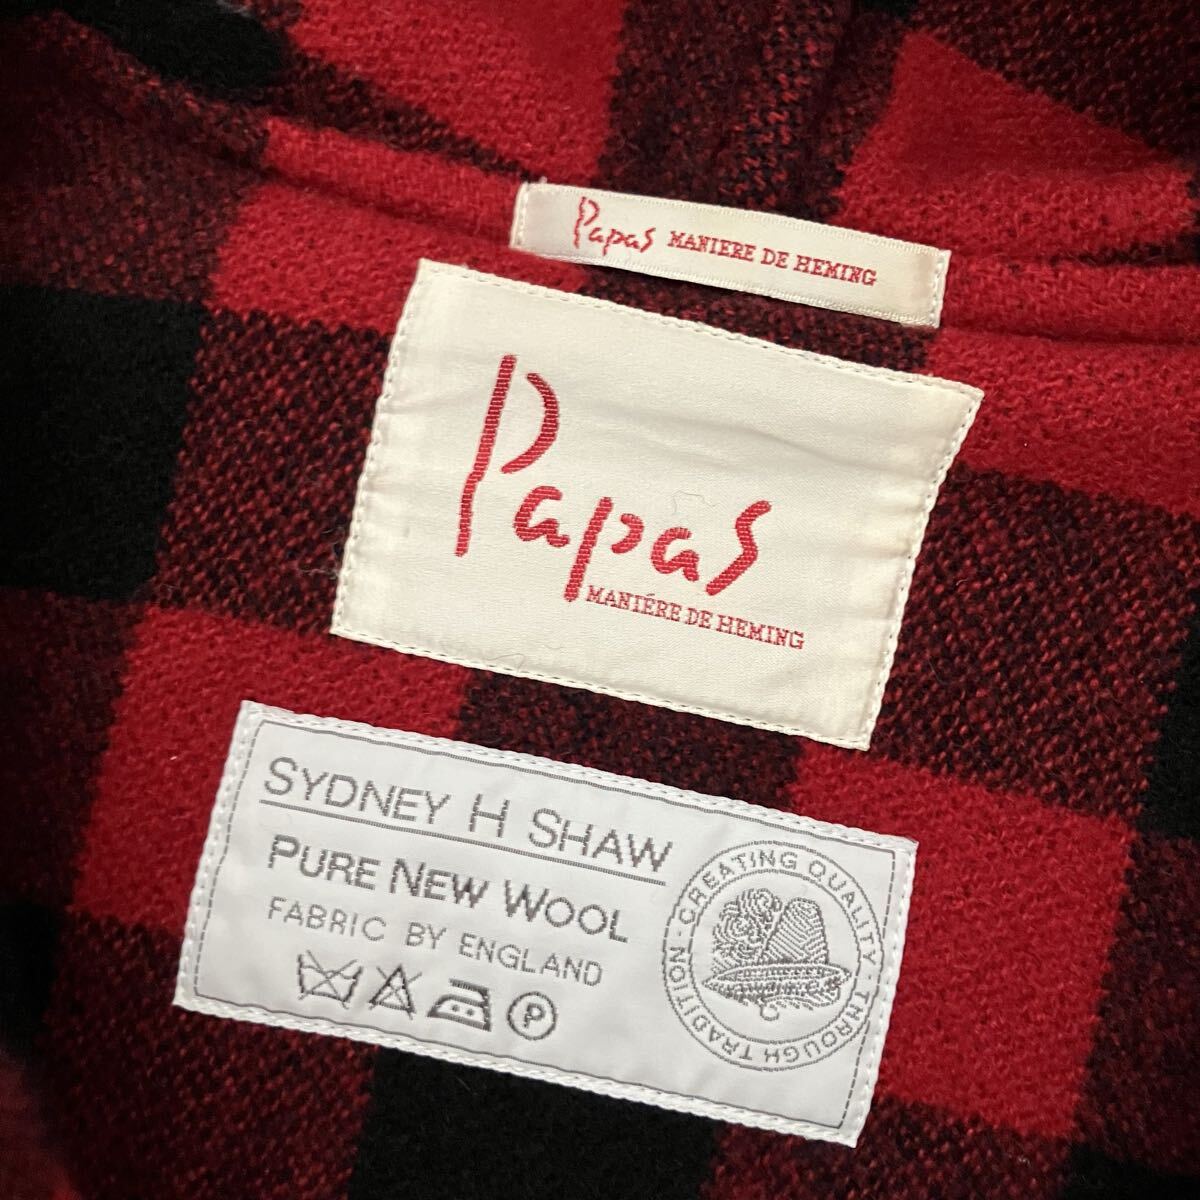 Papas MANIERE DE HEMING
Papas
MANIÉRE DE HEMING
SYDNEY H SHAW
PURE NEW WOOL
FABRIC BY ENGLAND
P
CREATING QUALITY · THROUGH TRADITION ·